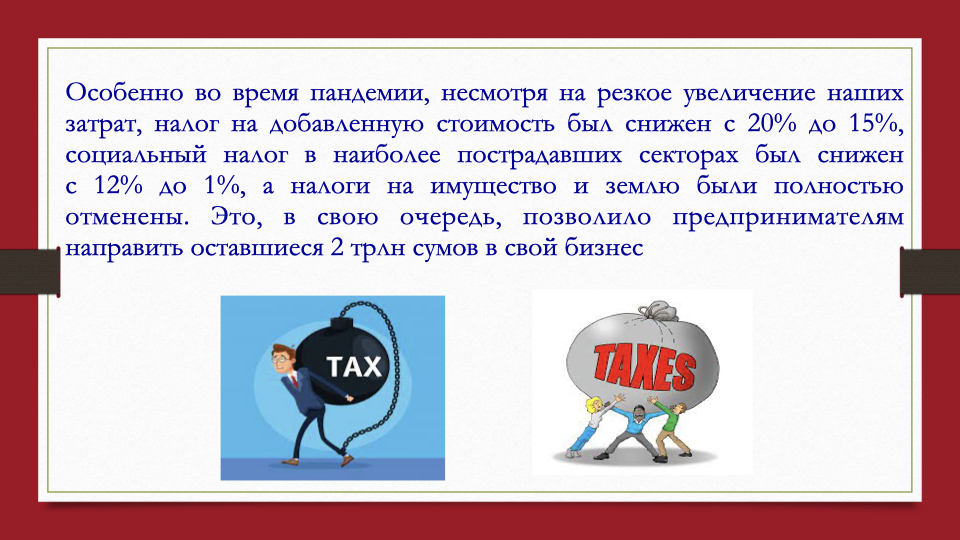 Особенно во время пандемии, несмотря на резкое увеличение наших
затрат, налог на добавленную стоимость был снижен с 20% до 15%,
социальный налог в наиболее пострадавших секторах был снижен
с 12% до 1%, а налоги на имущество и землю были полностью
отменены. Это, в свою очередь, позволило предпринимателям
направить оставшиеся 2 трлн сумов в свой бизнес
TAX
TAXES